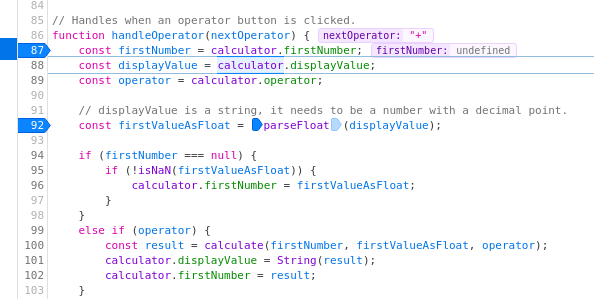 84
85 // Handles when an operator button is clicked.
86 function handleOperator(nextOperator) { nextOperator: "+"
87 const firstNumber = calculator.firstNumber; firstNumber: undefined
88 const displayValue = calculator.displayValue;
89 const operator = calculator.operator;
90
91 // displayValue is a string, it needs to be a number with a decimal point.
92 const firstValueAsFloat = parseFloat(displayValue);
93
94 if (firstNumber === null) {
95 if (!isNaN(firstValueAsFloat)) {
96 calculator.firstNumber = firstValueAsFloat;
97 }
98 }
99 else if (operator) {
100 const result = calculate(firstNumber, firstValueAsFloat, operator);
101 calculator.displayValue = String(result);
102 calculator.firstNumber = result;
103 }